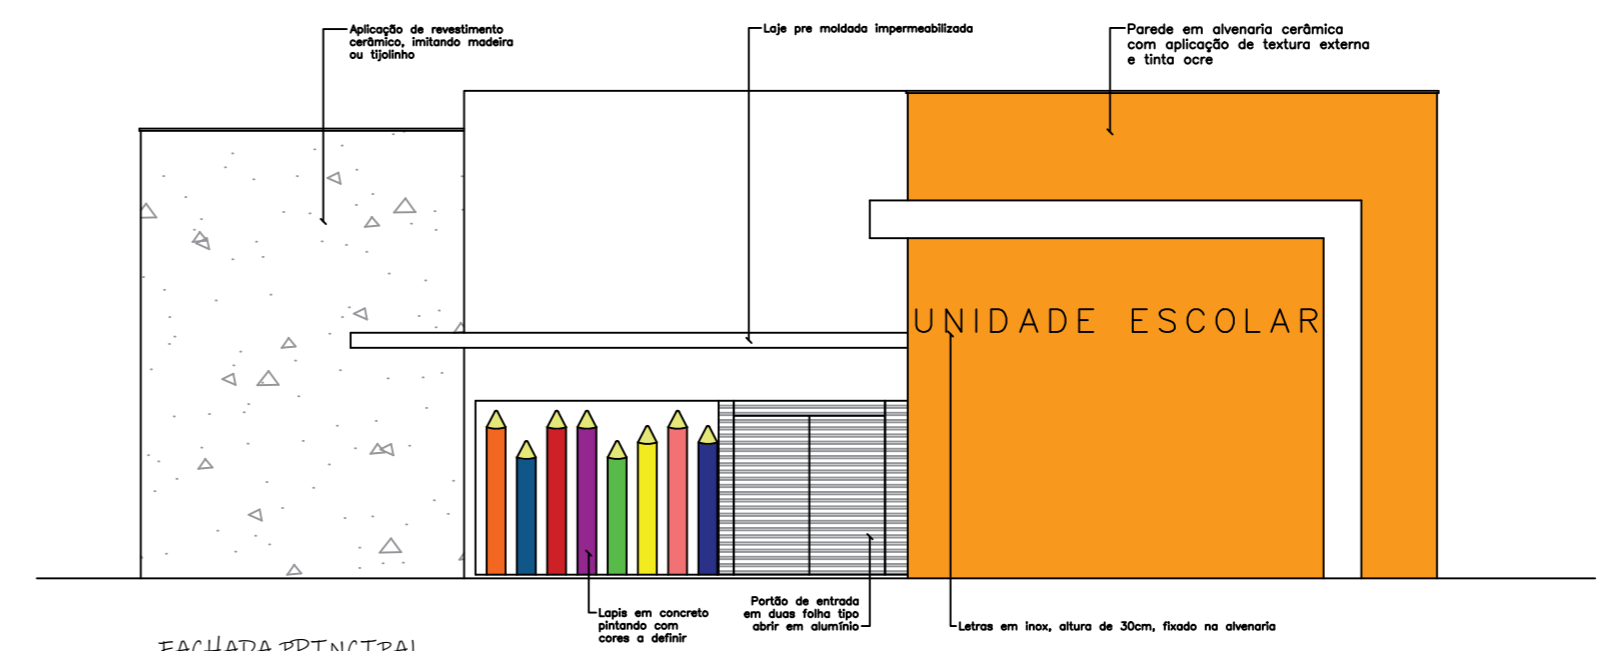 Aplicação de revestimento
cerâmico, imitando madeira
ou tijolinho
Laje pre moldada impermeabilizada
Parede em alvenaria cerâmica
com aplicação de textura externa
e tinta ocre
UNIDADE ESCOLAR
Lapis em concreto
pintando com
cores a definir
Portão de entrada
em duas folha tipo
abrir em alumínio
Letras em inox, altura de 30cm, fixado na alvenaria
FACHADA PRINCIPAL